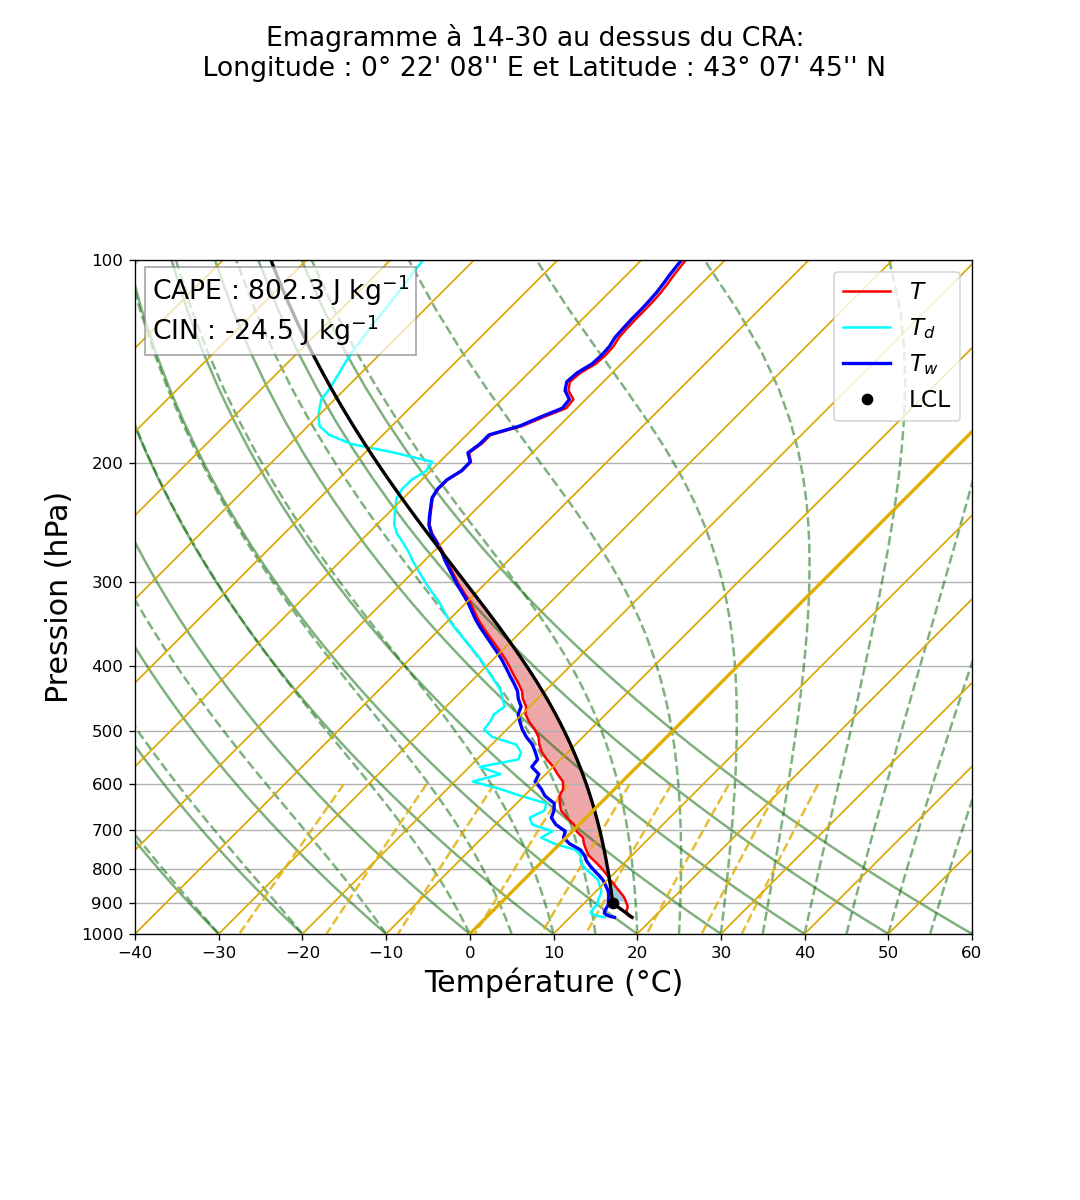 Emagramme à 14-30 au dessus du CRA:
Longitude : 0° 22' 08'' E et Latitude : 43° 07' 45'' N
CAPE : 802.3 J kg⁻¹
CIN : -24.5 J kg⁻¹
T
T_d
T_w
LCL
Pression (hPa)
100
200
300
400
500
600
700
800
900
1000
−40 −30 −20 −10 0 10 20 30 40 50 60
Température (°C)